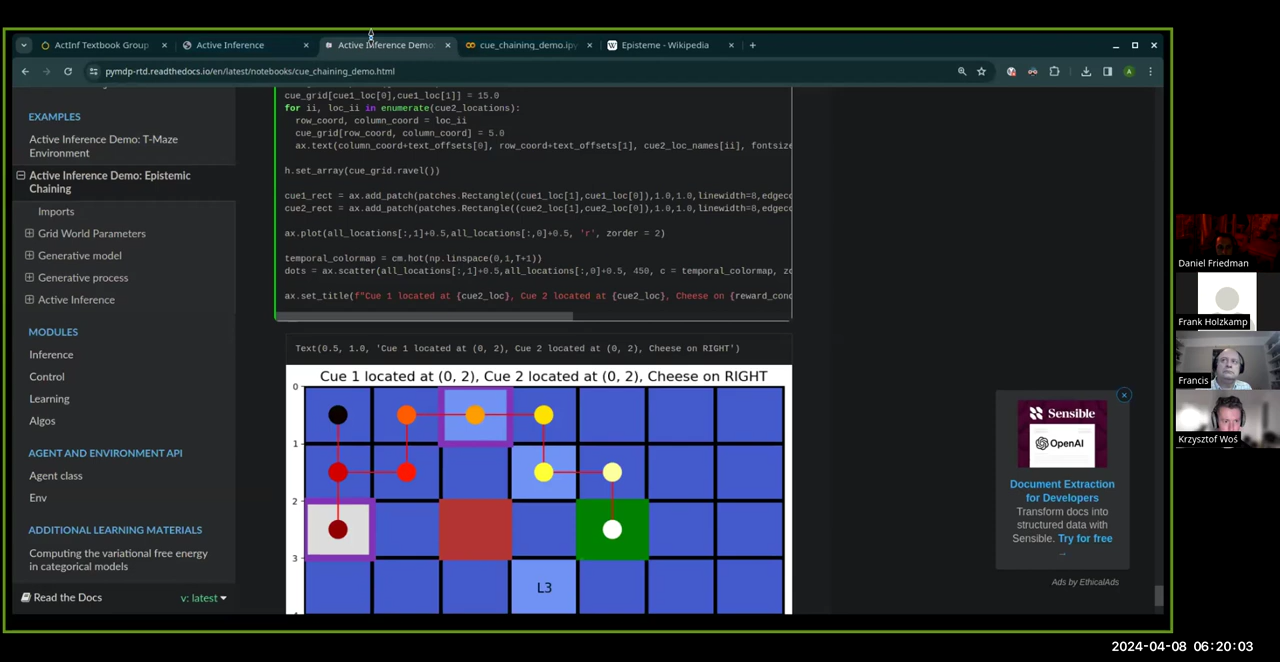 ActInf Textbook Group
Active Inference
Active Inference Demo:
cue_chaining_demo.ipy
Episteme - Wikipedia
pymdp-rtd.readthedocs.io/en/latest/notebooks/cue_chaining_demo.html
A
EXAMPLES
Active Inference Demo: T-Maze
Environment
Active Inference Demo: Epistemic
Chaining
Imports
Grid World Parameters
Generative model
Generative process
Active Inference
MODULES
Inference
Control
Learning
Algos
AGENT AND ENVIRONMENT API
Agent class
Env
ADDITIONAL LEARNING MATERIALS
Computing the variational free energy
in categorical models
Read the Docs
v: latest
cue_grid[cue1_loc[0],cue1_loc[1]] = 15.0
for ii, loc_ii in enumerate(cue2_locations):
row_coord, column_coord = loc_ii
cue_grid[row_coord, column_coord] = 5.0
ax.text(column_coord+text_offsets[0], row_coord+text_offsets[1], cue2_loc_names[ii], fontsize
h.set_array(cue_grid.ravel())
cue1_rect = ax.add_patch(patches.Rectangle((cue1_loc[1],cue1_loc[0]),1.0,1.0,linewidth=8,edgecc
cue2_rect = ax.add_patch(patches.Rectangle((cue2_loc[1],cue2_loc[0]),1.0,1.0,linewidth=8,edgecc
ax.plot(all_locations[:,1]+0.5,all_locations[:,0]+0.5, 'r', zorder = 2)
temporal_colormap = cm.hot(np.linspace(0,1,T+1))
dots = ax.scatter(all_locations[:,1]+0.5,all_locations[:,0]+0.5, 450, c = temporal_colormap, zo
ax.set_title(f"Cue 1 located at {cue2_loc}, Cue 2 located at {cue2_loc}, Cheese on {reward_conc
Text(0.5, 1.0, 'Cue 1 located at (0, 2), Cue 2 located at (0, 2), Cheese on RIGHT')
Cue 1 located at (0, 2), Cue 2 located at (0, 2), Cheese on RIGHT
0
1
2
3
L3
Sensible
OpenAI
Document Extraction
for Developers
Transform docs into
structured data with
Sensible. Try for free
→
Ads by EthicalAds
Daniel Friedman
Frank Holzkamp
Francis
Krzysztof Woś
2024-04-08 06:20:03